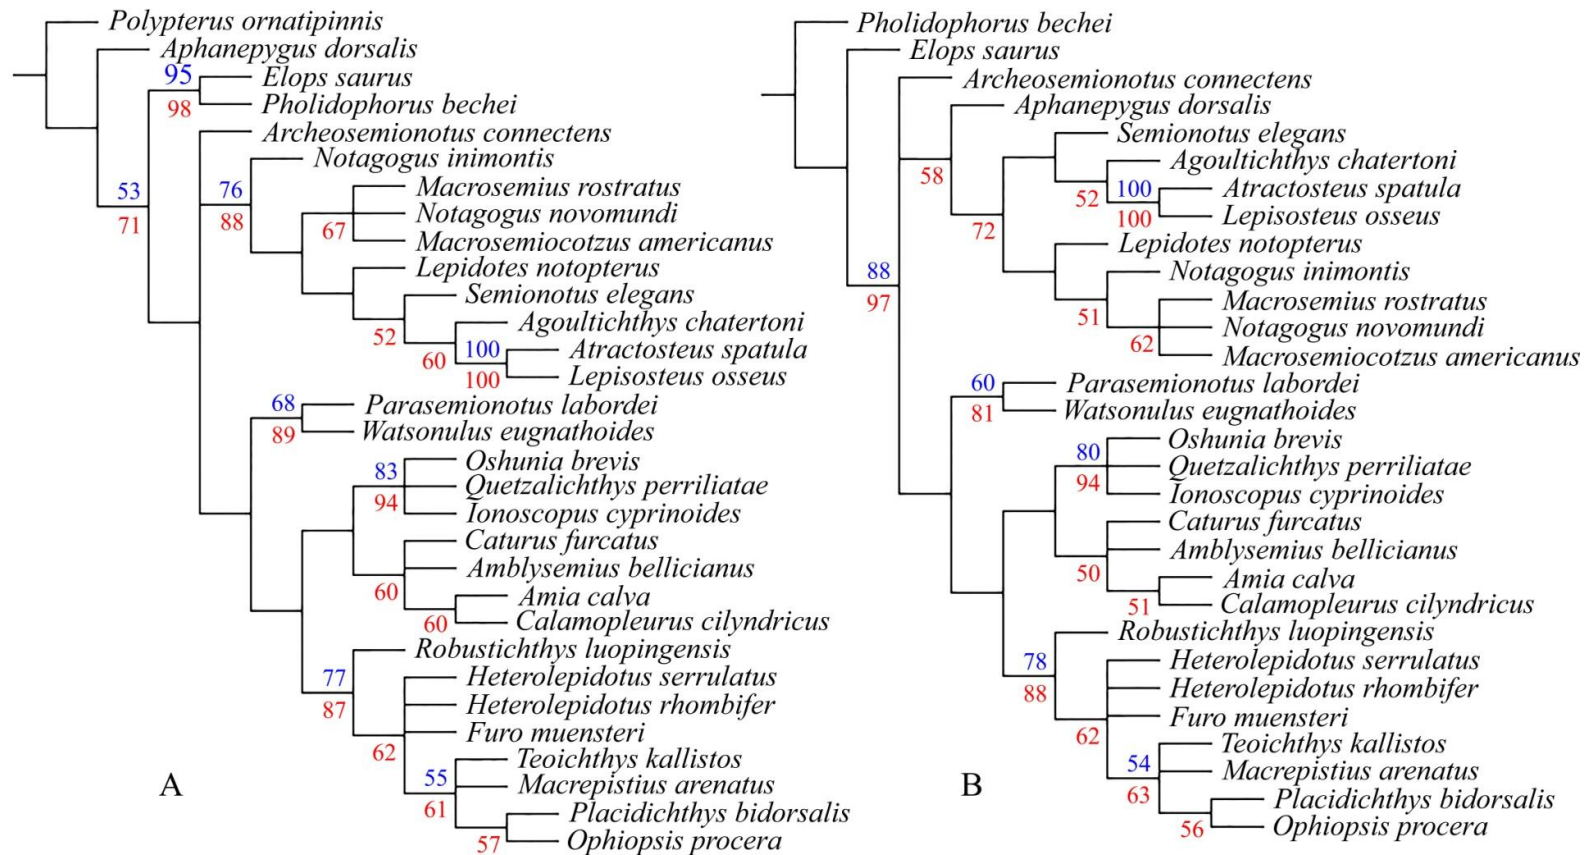 Polypterus ornatipinnis
Aphanepygus dorsalis
95
Elops saurus
98
Pholidophorus bechei
Archeosemionotus connectens
Notagogus inimontis
53
71
76
88
Macrosemius rostratus
Notagogus novomundi
67
Macrosemiocotzus americanus
Lepidotes notopterus
Semionotus elegans
52
Agoultichthys chatertoni
60
100
Atractosteus spatula
100
Lepisosteus osseus
68
Parasemionotus labordei
89
Watsonulus eugnathoides
83
Oshunia brevis
Quetzalichthys perriliatae
94
Ionoscopus cyprinoides
Caturus furcatus
Amblysemius bellicianus
60
Amia calva
60
Calamopleurus cilyndricus
Robustichthys luopingensis
77
87
Heterolepidotus serrulatus
Heterolepidotus rhombifer
Furo muensteri
62
Teoichthys kallistos
55
Macrepistius arenatus
61
Placidichthys bidorsalis
57
Ophiopsis procera
A
Pholidophorus bechei
Elops saurus
Archeosemionotus connectens
Aphanepygus dorsalis
58
Semionotus elegans
Agoultichthys chatertoni
52
100
Atractosteus spatula
100
Lepisosteus osseus
72
Lepidotes notopterus
88
97
Notagogus inimontis
51
Macrosemius rostratus
Notagogus novomundi
62
Macrosemiocotzus americanus
60
Parasemionotus labordei
81
Watsonulus eugnathoides
Oshunia brevis
80
Quetzalichthys perriliatae
94
Ionoscopus cyprinoides
Caturus furcatus
Amblysemius bellicianus
50
Amia calva
51
Calamopleurus cilyndricus
Robustichthys luopingensis
78
88
Heterolepidotus serrulatus
Heterolepidotus rhombifer
Furo muensteri
62
Teoichthys kallistos
54
Macrepistius arenatus
63
Placidichthys bidorsalis
56
Ophiopsis procera
B